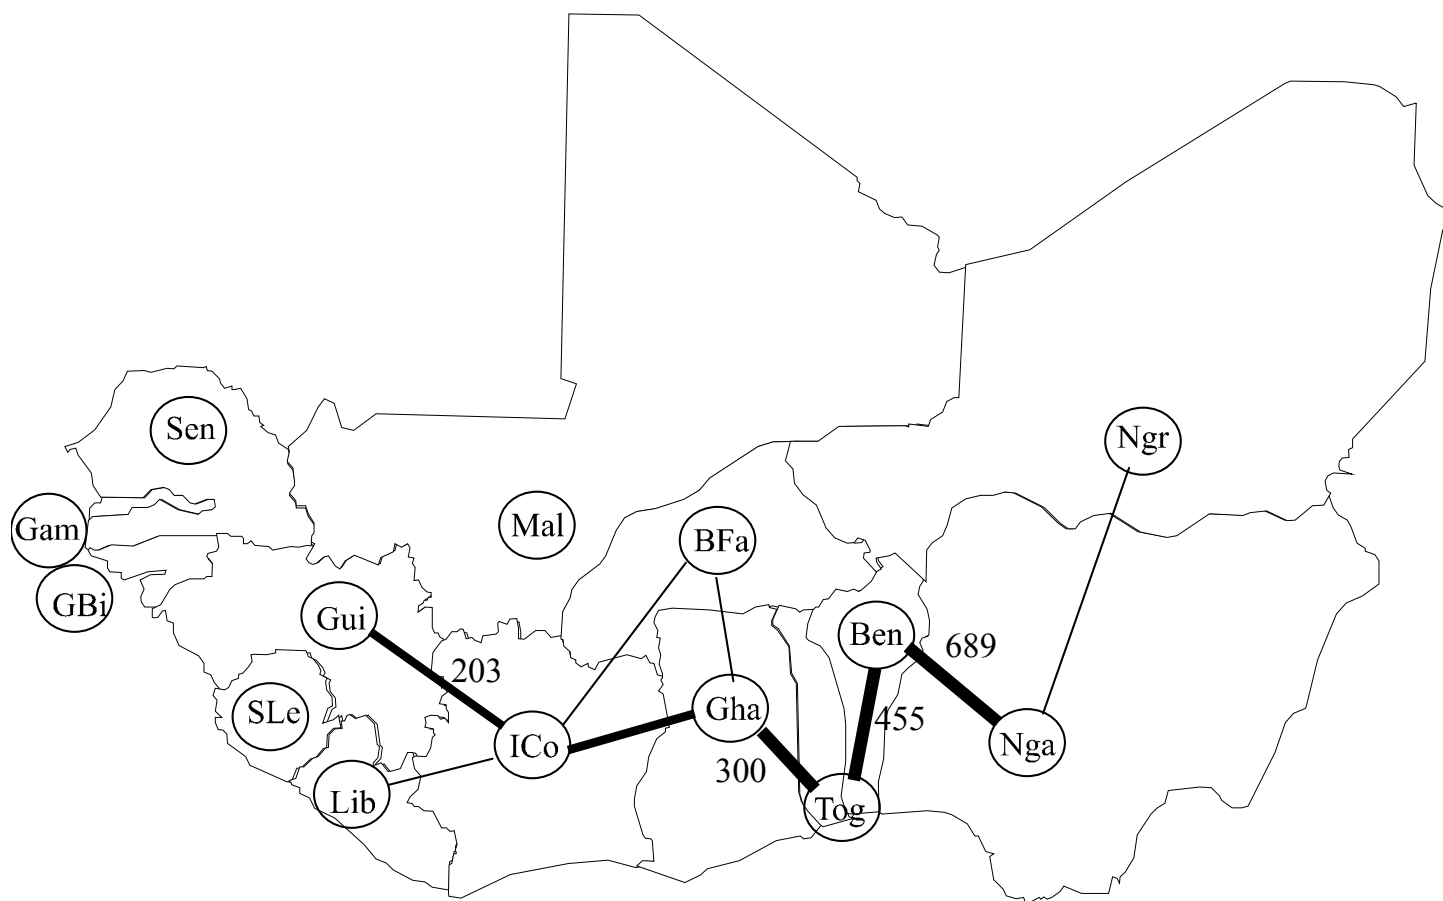 Sen
Ngr
Gam
Mal
BFa
GBi
Gui
Ben
689
203
SLe
Gha
455
ICo
Nga
300
Lib
Tog